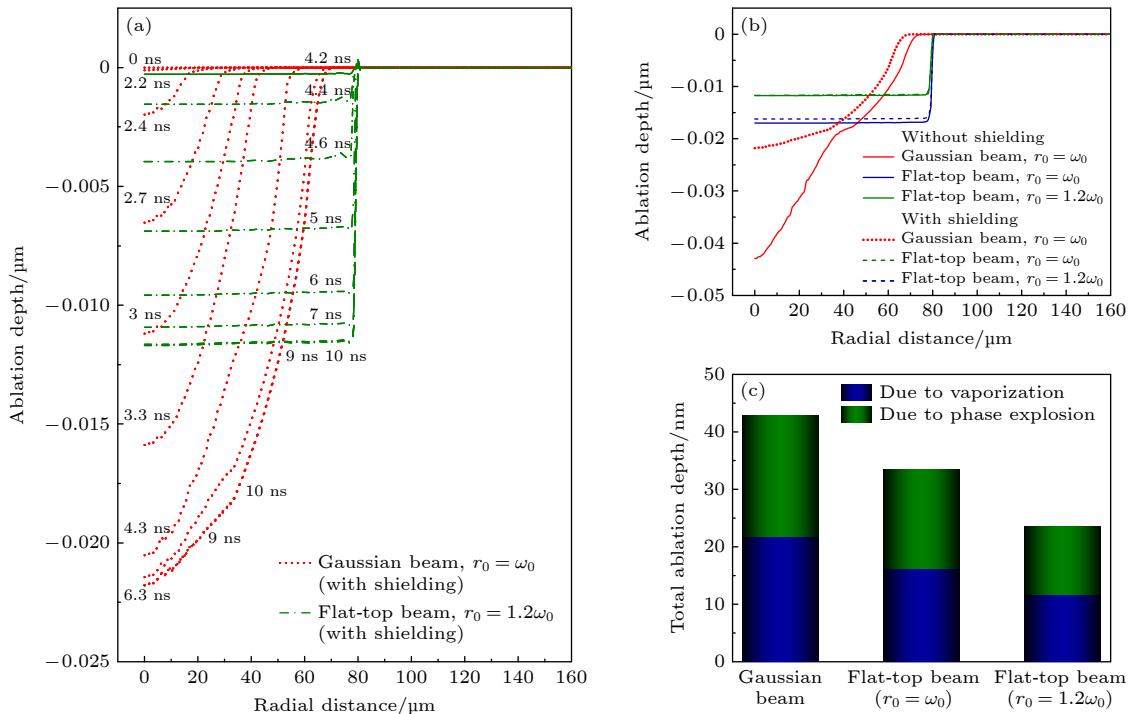 (a)
0 ns
4.2 ns
2.2 ns
4.4 ns
2.4 ns
4.6 ns
2.7 ns
5 ns
6 ns
3 ns
7 ns
9 ns 10 ns
3.3 ns
10 ns
4.3 ns
9 ns
6.3 ns
Gaussian beam, r₀ = ω₀
(with shielding)
Flat-top beam, r₀ = 1.2ω₀
(with shielding)
0
−0.005
−0.010
−0.015
−0.020
−0.025
Ablation depth/µm
0 20 40 60 80 100 120 140 160
Radial distance/µm
(b)
0
−0.01
−0.02
−0.03
−0.04
−0.05
Ablation depth/µm
Without shielding
Gaussian beam, r₀ = ω₀
Flat-top beam, r₀ = ω₀
Flat-top beam, r₀ = 1.2ω₀
With shielding
Gaussian beam, r₀ = ω₀
Flat-top beam, r₀ = ω₀
Flat-top beam, r₀ = 1.2ω₀
0 20 40 60 80 100 120 140 160
Radial distance/µm
(c)
Due to vaporization
Due to phase explosion
50
40
30
20
10
0
Total ablation depth/nm
Gaussian
beam
Flat-top beam
(r₀ = ω₀)
Flat-top beam
(r₀ = 1.2ω₀)